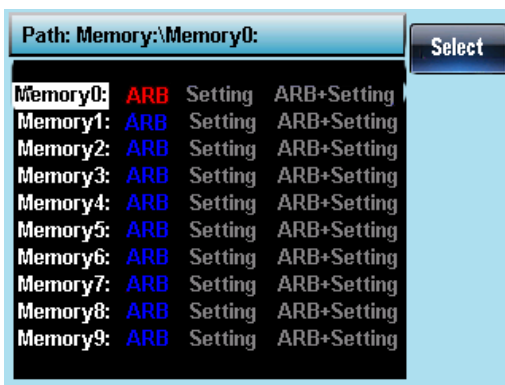 Path: Memory:\Memory0:
Select
Memory0: ARB Setting ARB+Setting
Memory1: ARB Setting ARB+Setting
Memory2: ARB Setting ARB+Setting
Memory3: ARB Setting ARB+Setting
Memory4: ARB Setting ARB+Setting
Memory5: ARB Setting ARB+Setting
Memory6: ARB Setting ARB+Setting
Memory7: ARB Setting ARB+Setting
Memory8: ARB Setting ARB+Setting
Memory9: ARB Setting ARB+Setting